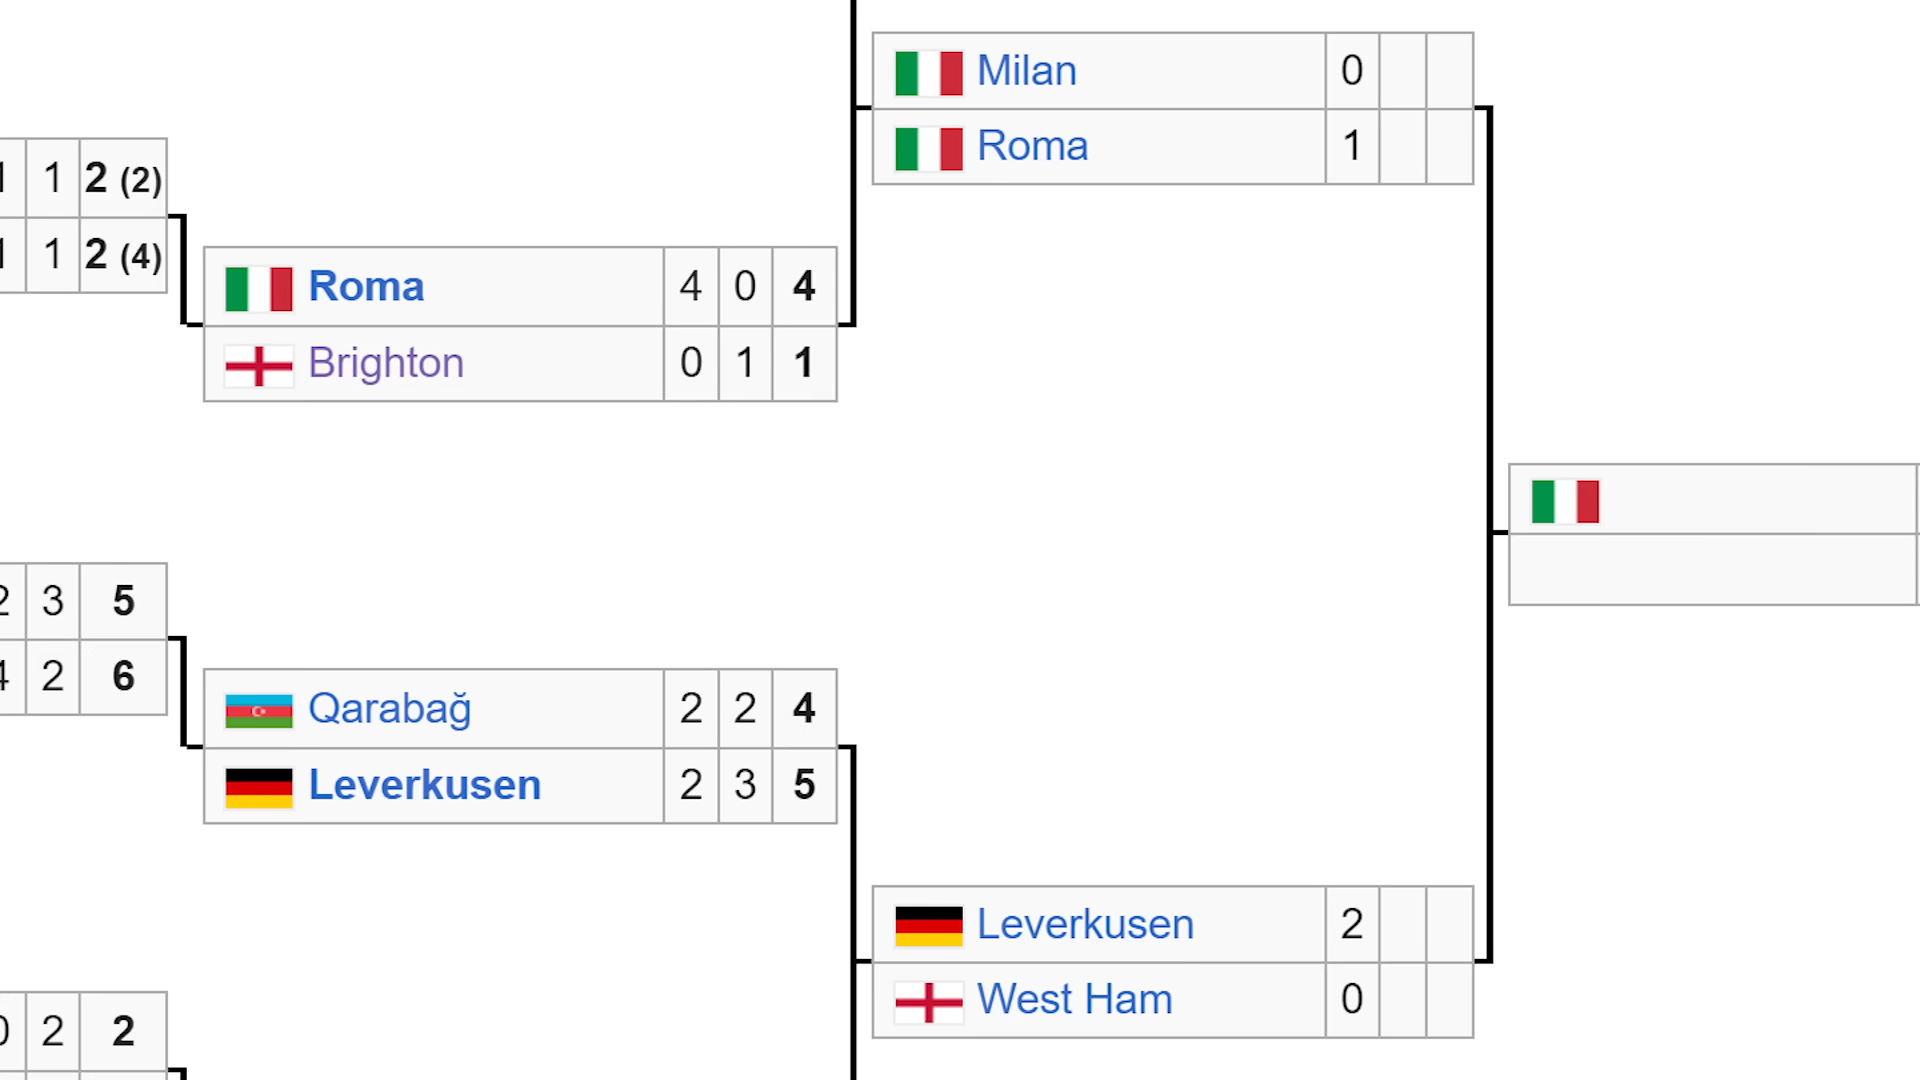 Milan 0
Roma 1
1 2 (2)
1 2 (4)
Roma 4 0 4
Brighton 0 1 1
3 5
2 6
Qarabağ 2 2 4
Leverkusen 2 3 5
Leverkusen 2
West Ham 0
2 2